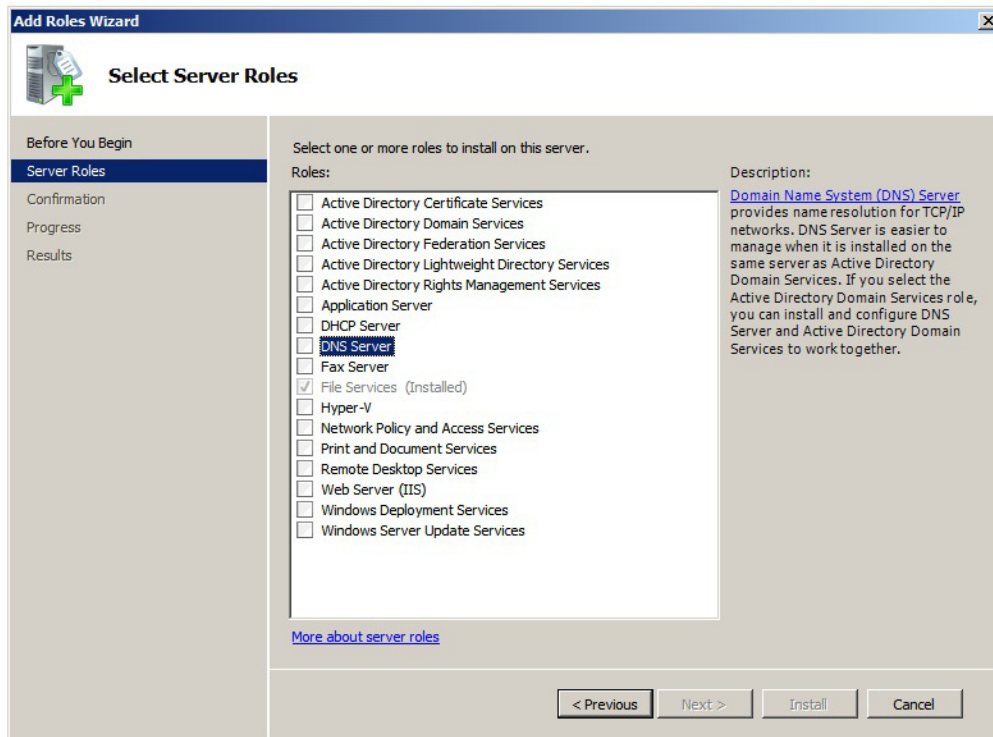 Add Roles Wizard
Select Server Roles
Before You Begin
Server Roles
Confirmation
Progress
Results
Select one or more roles to install on this server.
Roles:
Active Directory Certificate Services
Active Directory Domain Services
Active Directory Federation Services
Active Directory Lightweight Directory Services
Active Directory Rights Management Services
Application Server
DHCP Server
DNS Server
Fax Server
File Services (Installed)
Hyper-V
Network Policy and Access Services
Print and Document Services
Remote Desktop Services
Web Server (IIS)
Windows Deployment Services
Windows Server Update Services
More about server roles
Description:
Domain Name System (DNS) Server
provides name resolution for TCP/IP
networks. DNS Server is easier to
manage when it is installed on the
same server as Active Directory
Domain Services. If you select the
Active Directory Domain Services role,
you can install and configure DNS
Server and Active Directory Domain
Services to work together.
< Previous
Next >
Install
Cancel